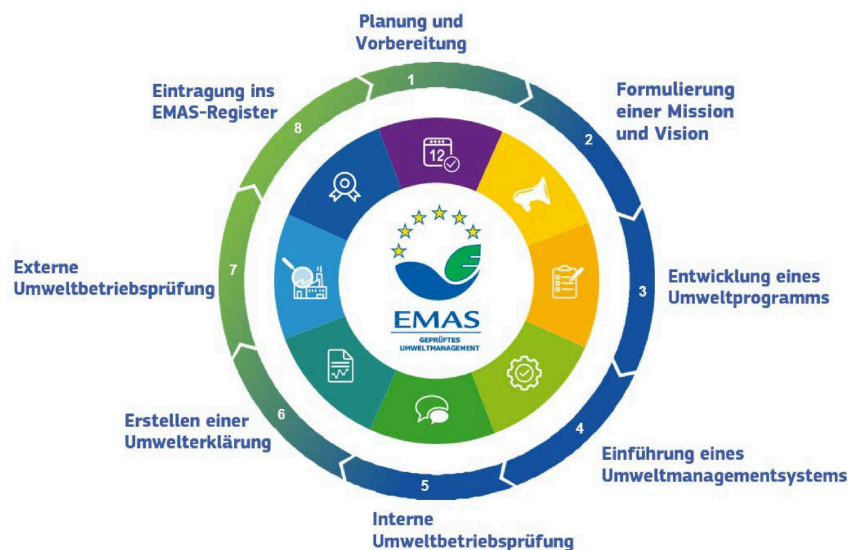 Planung und
Vorbereitung
1
Formulierung
einer Mission
und Vision
2
Entwicklung eines
Umweltprogramms
3
Einführung eines
Umweltmanagementsystems
4
Interne
Umweltbetriebsprüfung
5
Erstellen einer
Umwelterklärung
6
Externe
Umweltbetriebsprüfung
7
Eintragung ins
EMAS-Register
8
12
EMAS
GEPRÜFTES
UMWELTMANAGEMENT